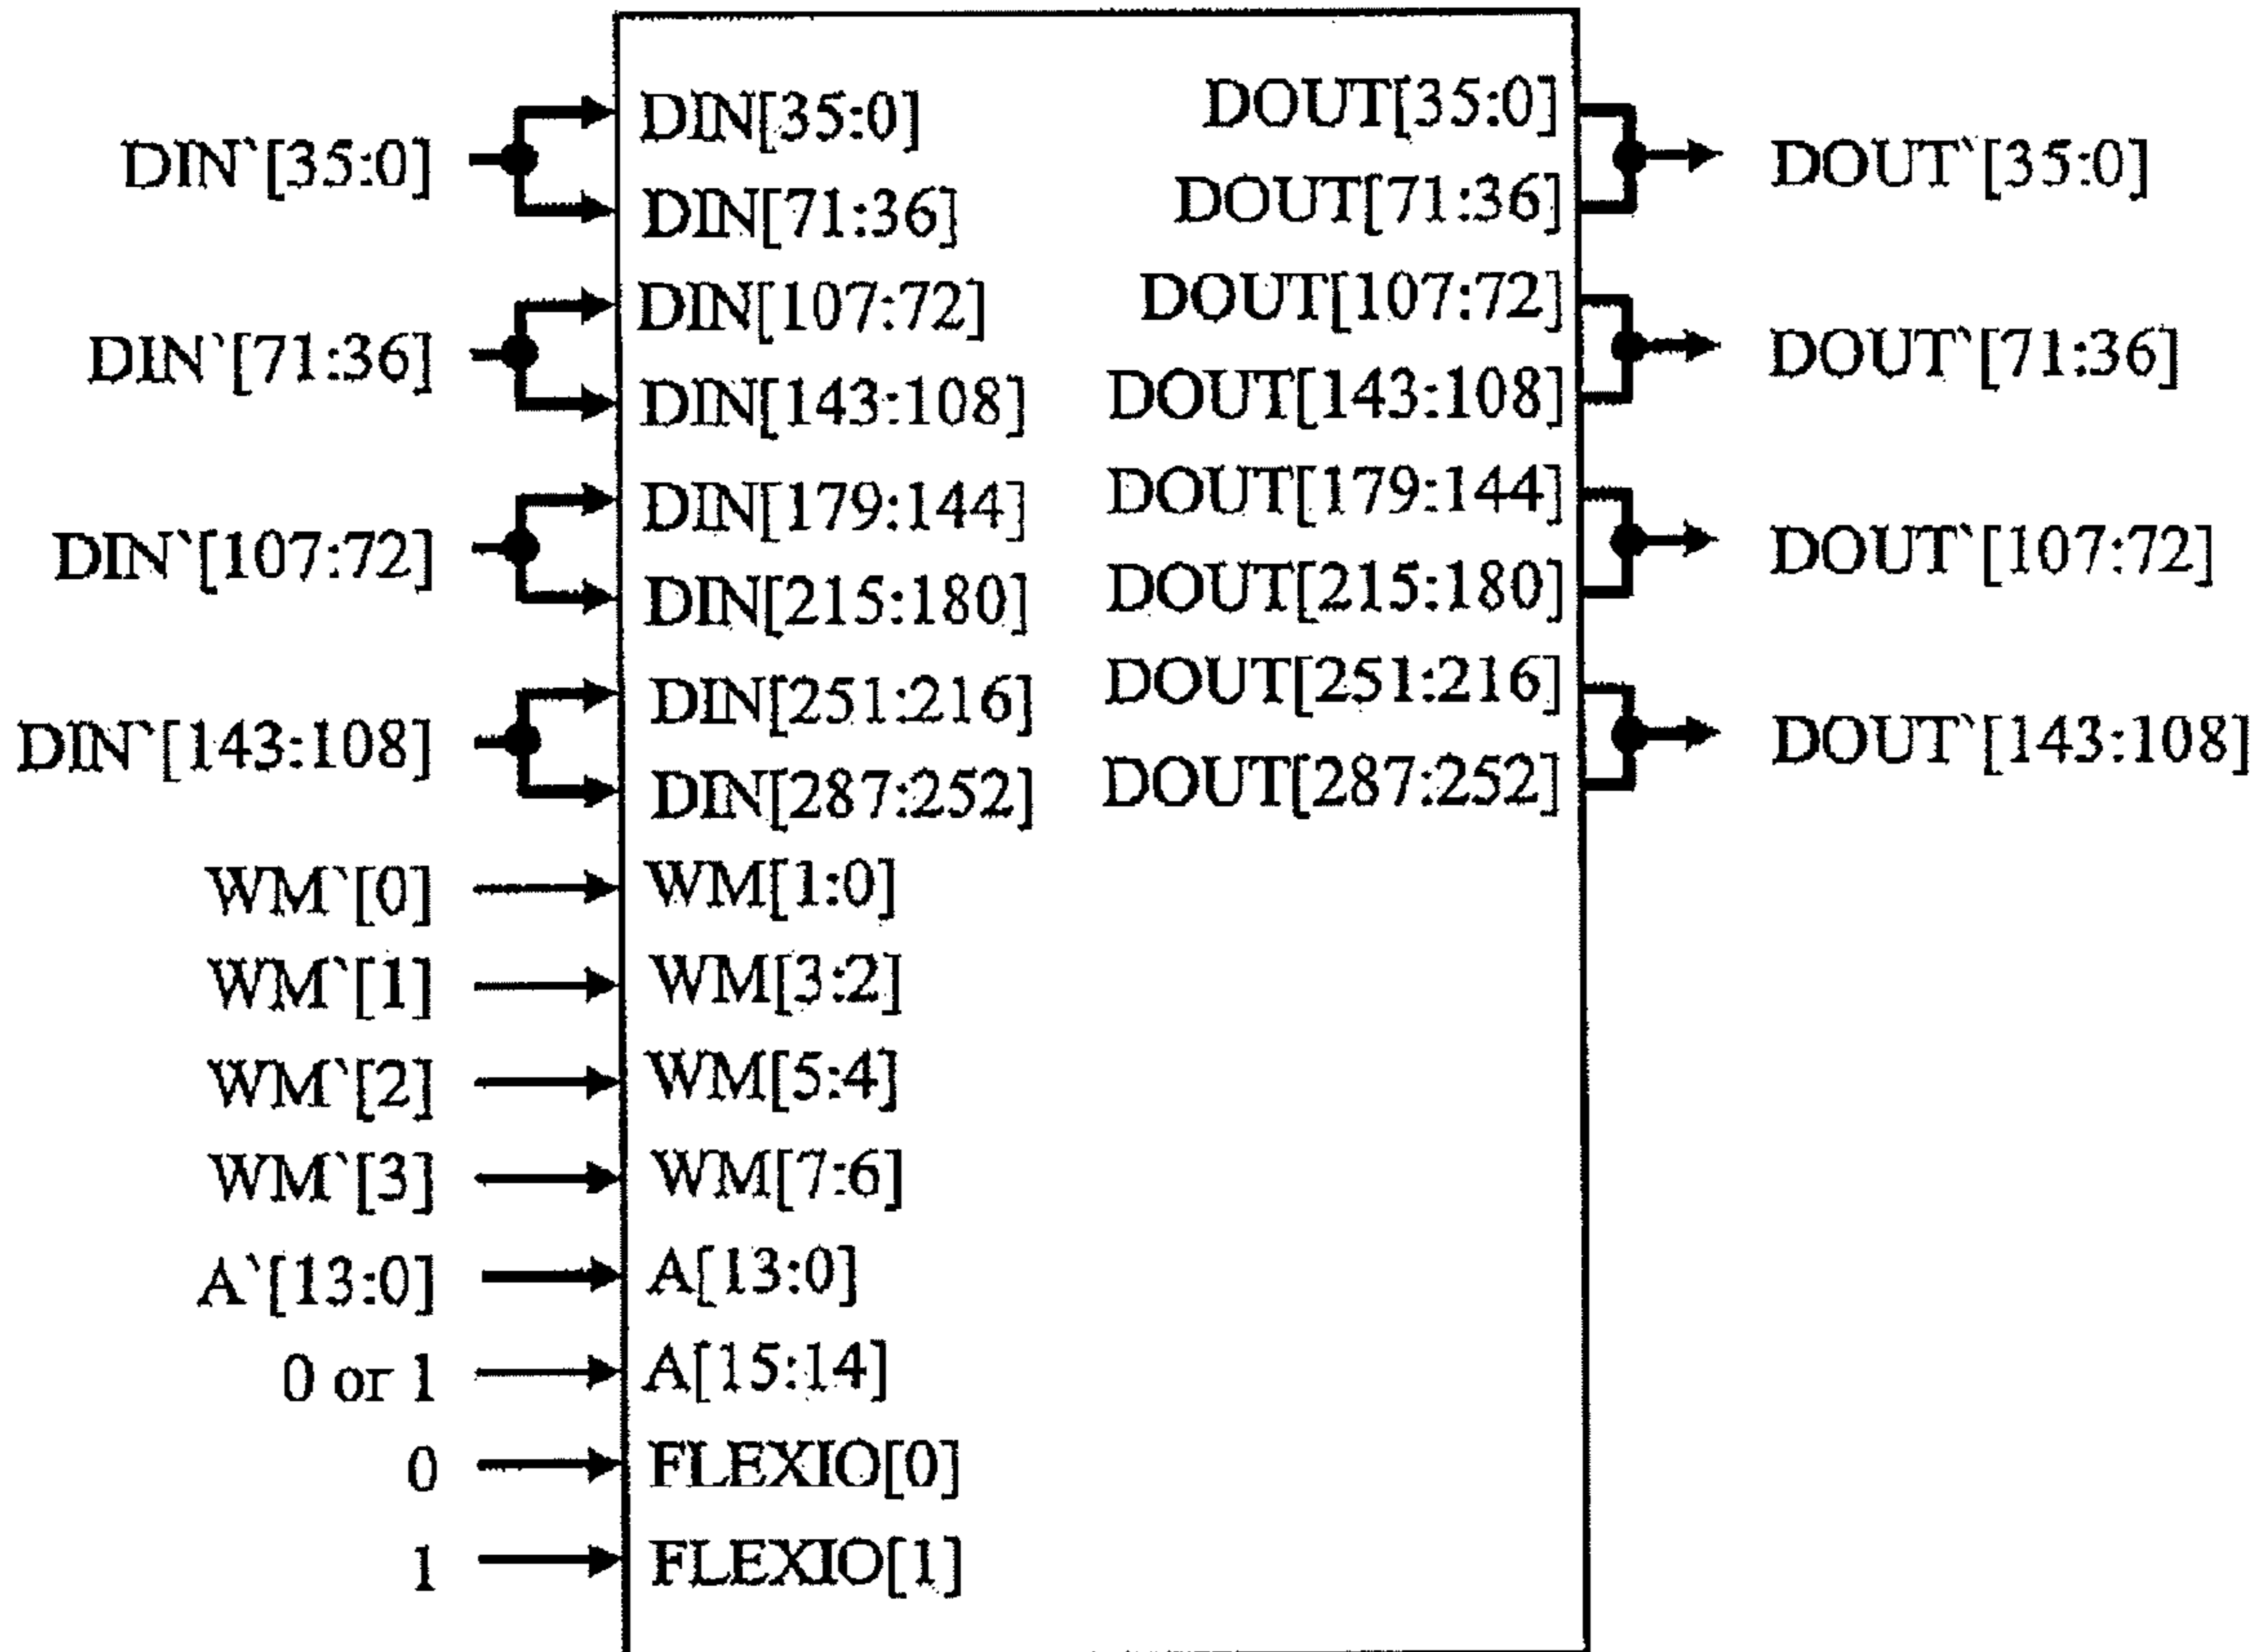 DIN`[35:0]
DIN`[71:36]
DIN`[107:72]
DIN`[143:108]
WM`[0]
WM`[1]
WM`[2]
WM`[3]
A`[13:0]
0 or 1
0
1
DIN[35:0]
DIN[71:36]
DIN[107:72]
DIN[143:108]
DIN[179:144]
DIN[215:180]
DIN[251:216]
DIN[287:252]
WM[1:0]
WM[3:2]
WM[5:4]
WM[7:6]
A[13:0]
A[15:14]
FLEXIO[0]
FLEXIO[1]
DOUT[35:0]
DOUT[71:36]
DOUT[107:72]
DOUT[143:108]
DOUT[179:144]
DOUT[215:180]
DOUT[251:216]
DOUT[287:252]
DOUT`[35:0]
DOUT`[71:36]
DOUT`[107:72]
DOUT`[143:108]